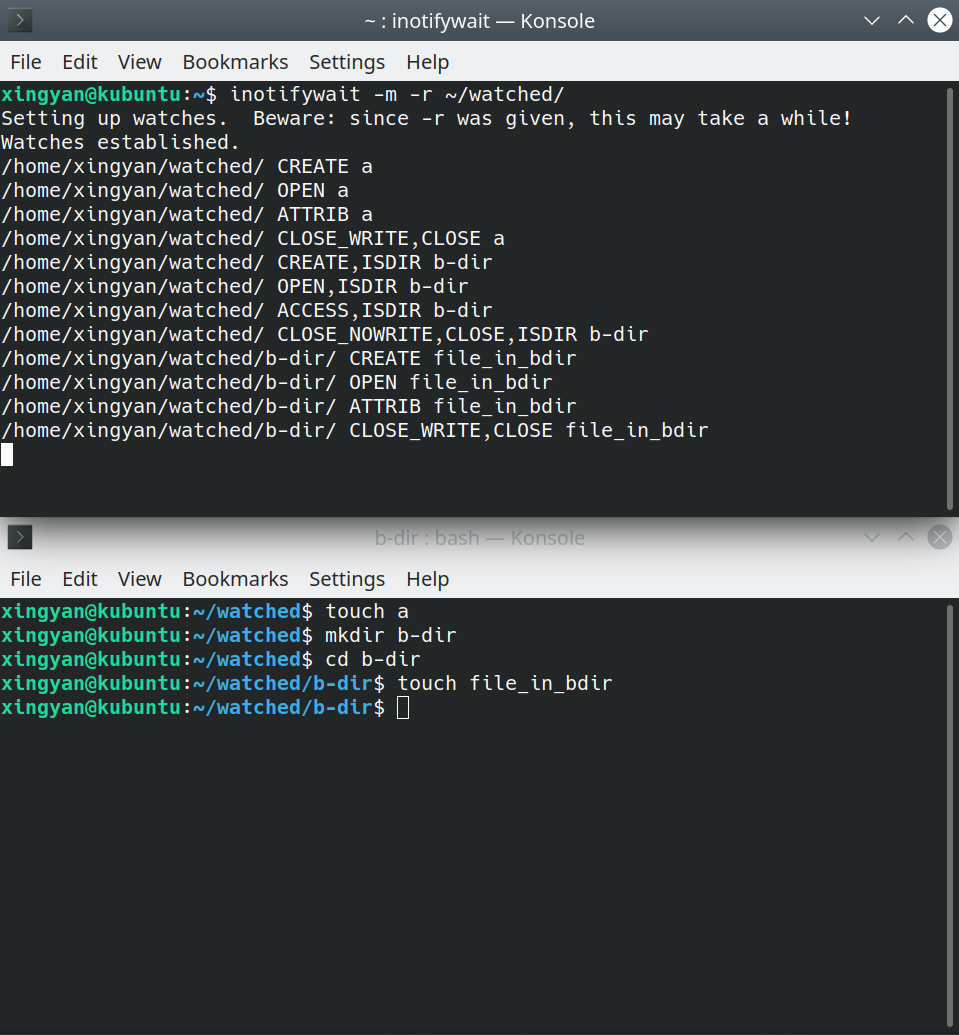 ~ : inotifywait — Konsole
File Edit View Bookmarks Settings Help
xingyan@kubuntu:~$ inotifywait -m -r ~/watched/
Setting up watches.  Beware: since -r was given, this may take a while!
Watches established.
/home/xingyan/watched/ CREATE a
/home/xingyan/watched/ OPEN a
/home/xingyan/watched/ ATTRIB a
/home/xingyan/watched/ CLOSE_WRITE,CLOSE a
/home/xingyan/watched/ CREATE,ISDIR b-dir
/home/xingyan/watched/ OPEN,ISDIR b-dir
/home/xingyan/watched/ ACCESS,ISDIR b-dir
/home/xingyan/watched/ CLOSE_NOWRITE,CLOSE,ISDIR b-dir
/home/xingyan/watched/b-dir/ CREATE file_in_bdir
/home/xingyan/watched/b-dir/ OPEN file_in_bdir
/home/xingyan/watched/b-dir/ ATTRIB file_in_bdir
/home/xingyan/watched/b-dir/ CLOSE_WRITE,CLOSE file_in_bdir
b-dir : bash — Konsole
File Edit View Bookmarks Settings Help
xingyan@kubuntu:~/watched$ touch a
xingyan@kubuntu:~/watched$ mkdir b-dir
xingyan@kubuntu:~/watched$ cd b-dir
xingyan@kubuntu:~/watched/b-dir$ touch file_in_bdir
xingyan@kubuntu:~/watched/b-dir$